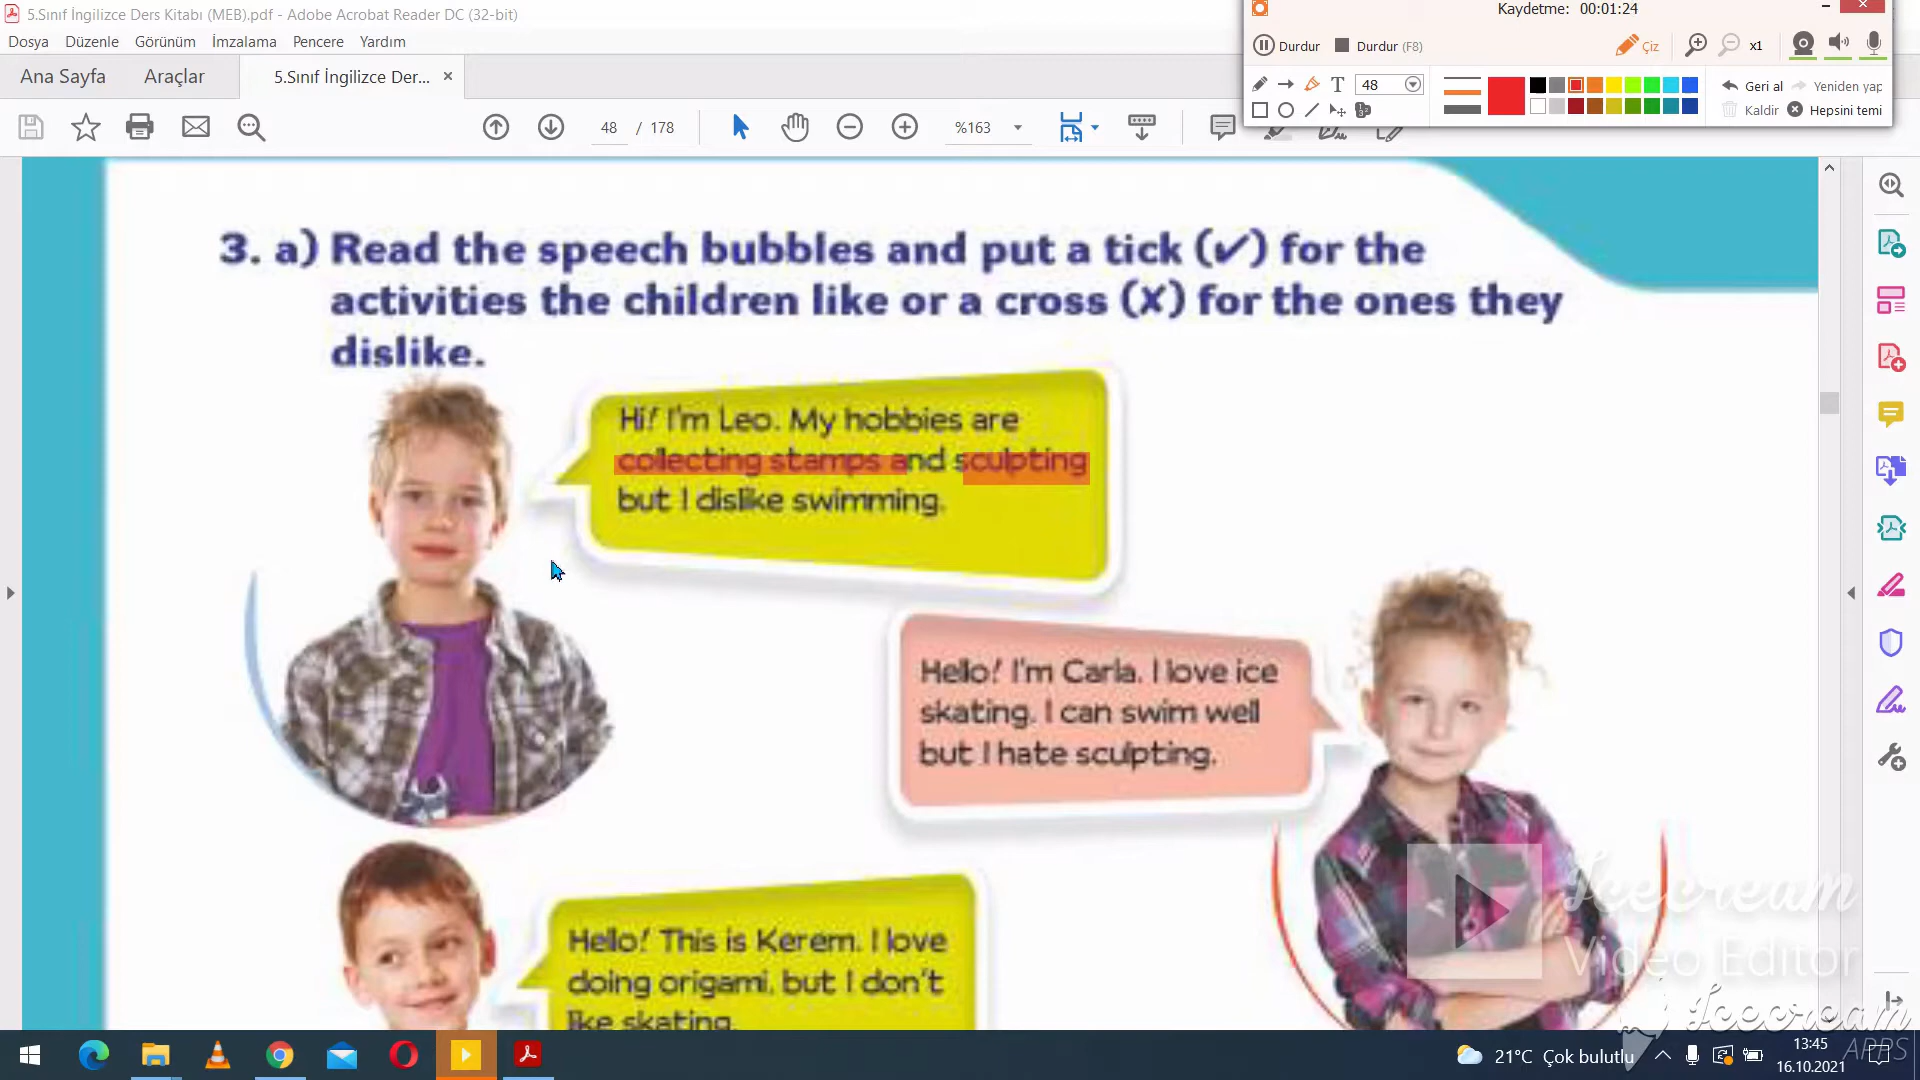 5.Sınıf İngilizce Ders Kitabı (MEB).pdf - Adobe Acrobat Reader DC (32-bit)
Kaydetme: 00:01:24
Dosya Düzenle Görünüm İmzalama Pencere Yardım
Durdur Durdur (F8) Çiz x1
Ana Sayfa Araçlar 5.Sınıf İngilizce Der...
T 48 Geri al Yeniden yap
Kaldır Hepsini temi
48 / 178 %163
3. a) Read the speech bubbles and put a tick (✓) for the
activities the children like or a cross (✗) for the ones they
dislike.
Hi! I'm Leo. My hobbies are
collecting stamps and sculpting
but I dislike swimming.
Hello! I'm Carla. I love ice
skating. I can swim well
but I hate sculpting.
Hello! This is Kerem. I love
doing origami, but I don't
like skating.
Icecream
Video Editor
Icecream
APPS
21°C Çok bulutlu
13:45
16.10.2021